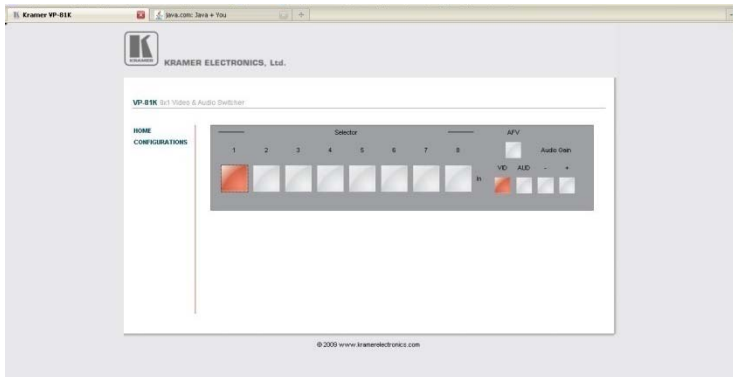 Kramer VP-81K
java.com: Java + You
KRAMER
KRAMER ELECTRONICS, Ltd.
VP-81K 8x1 Video & Audio Switcher
HOME
CONFIGURATIONS
Selector
AFV
1 2 3 4 5 6 7 8
Audio Gain
VID AUD - +
In
© 2009 www.kramerelectronics.com